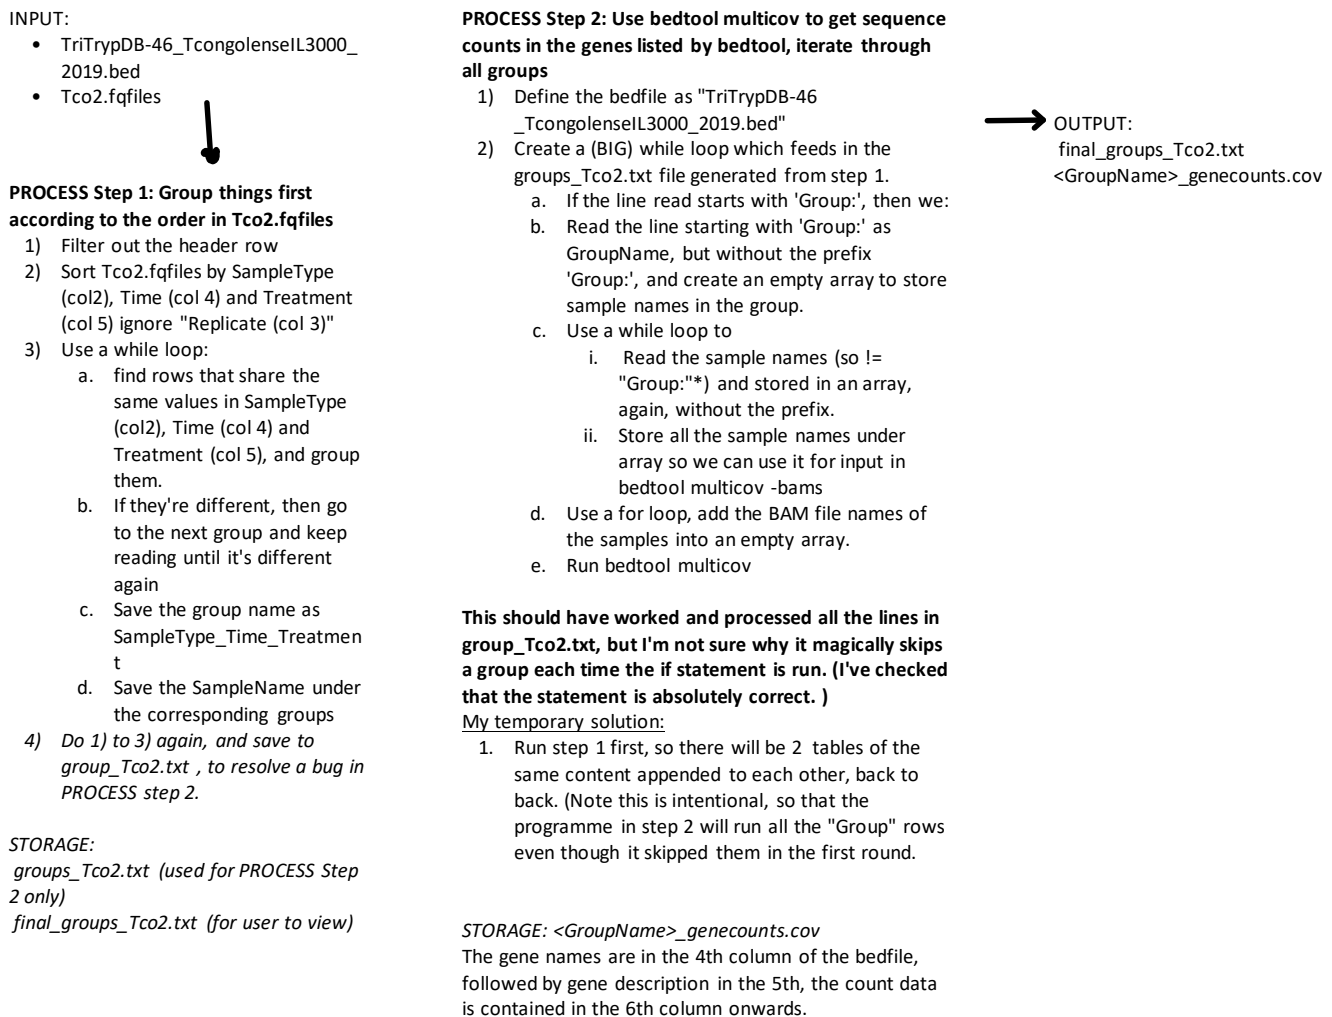 INPUT:
• TriTrypDB-46_TcongolenseIL3000_
2019.bed
• Tco2.fqfiles
PROCESS Step 1: Group things first
according to the order in Tco2.fqfiles
1) Filter out the header row
2) Sort Tco2.fqfiles by SampleType
(col2), Time (col 4) and Treatment
(col 5) ignore "Replicate (col 3)"
3) Use a while loop:
a. find rows that share the
same values in SampleType
(col2), Time (col 4) and
Treatment (col 5), and group
them.
b. If they're different, then go
to the next group and keep
reading until it's different
again
c. Save the group name as
SampleType_Time_Treatmen
t
d. Save the SampleName under
the corresponding groups
4) Do 1) to 3) again, and save to
group_Tco2.txt , to resolve a bug in
PROCESS step 2.
STORAGE:
groups_Tco2.txt (used for PROCESS Step
2 only)
final_groups_Tco2.txt (for user to view)
PROCESS Step 2: Use bedtool multicov to get sequence
counts in the genes listed by bedtool, iterate through
all groups
1) Define the bedfile as "TriTrypDB-46
_TcongolenseIL3000_2019.bed"
2) Create a (BIG) while loop which feeds in the
groups_Tco2.txt file generated from step 1.
a. If the line read starts with 'Group:', then we:
b. Read the line starting with 'Group:' as
GroupName, but without the prefix
'Group:', and create an empty array to store
sample names in the group.
c. Use a while loop to
i. Read the sample names (so !=
"Group:"*) and stored in an array,
again, without the prefix.
ii. Store all the sample names under
array so we can use it for input in
bedtool multicov -bams
d. Use a for loop, add the BAM file names of
the samples into an empty array.
e. Run bedtool multicov
This should have worked and processed all the lines in
group_Tco2.txt, but I'm not sure why it magically skips
a group each time the if statement is run. (I've checked
that the statement is absolutely correct. )
My temporary solution:
1. Run step 1 first, so there will be 2 tables of the
same content appended to each other, back to
back. (Note this is intentional, so that the
programme in step 2 will run all the "Group" rows
even though it skipped them in the first round.
STORAGE: <GroupName>_genecounts.cov
The gene names are in the 4th column of the bedfile,
followed by gene description in the 5th, the count data
is contained in the 6th column onwards.
OUTPUT:
final_groups_Tco2.txt
<GroupName>_genecounts.cov